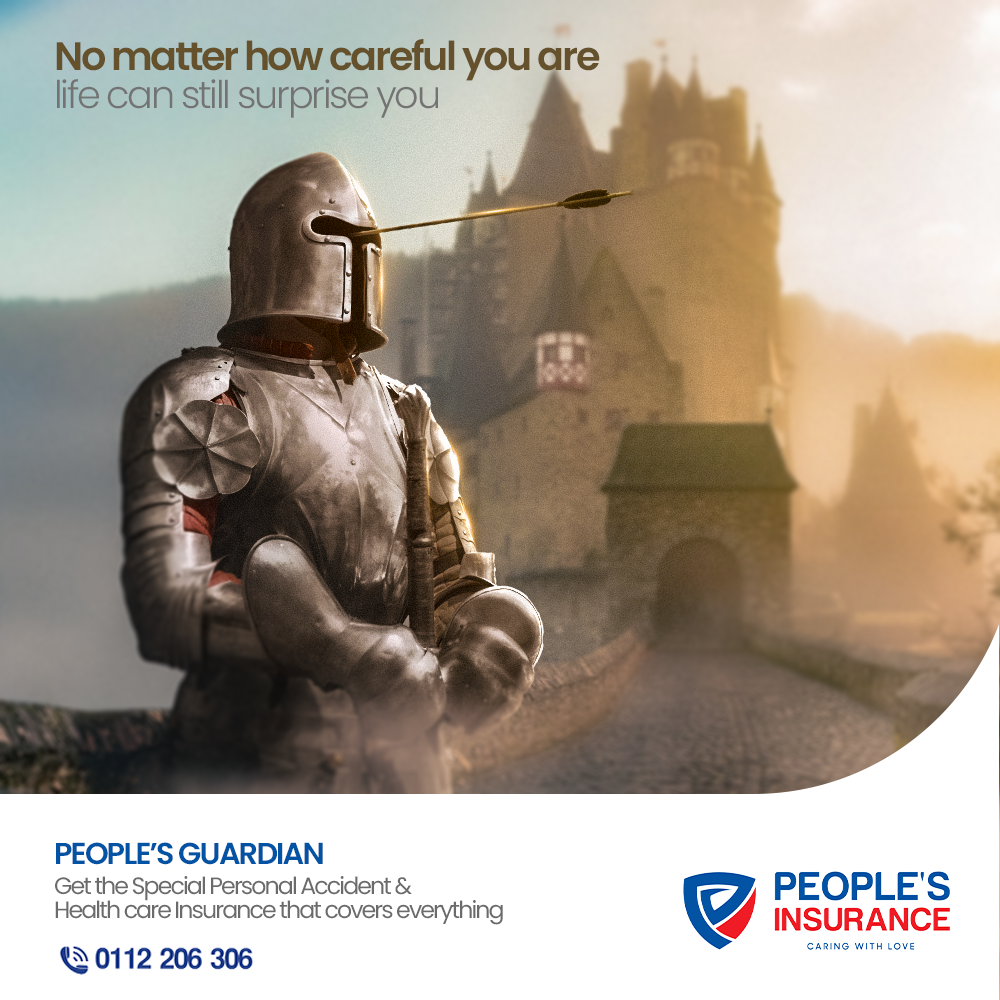 No matter how careful you are
life can still surprise you
PEOPLE'S GUARDIAN
Get the Special Personal Accident &
Health care Insurance that covers everything
0112 206 306
PEOPLE'S
INSURANCE
CARING WITH LOVE